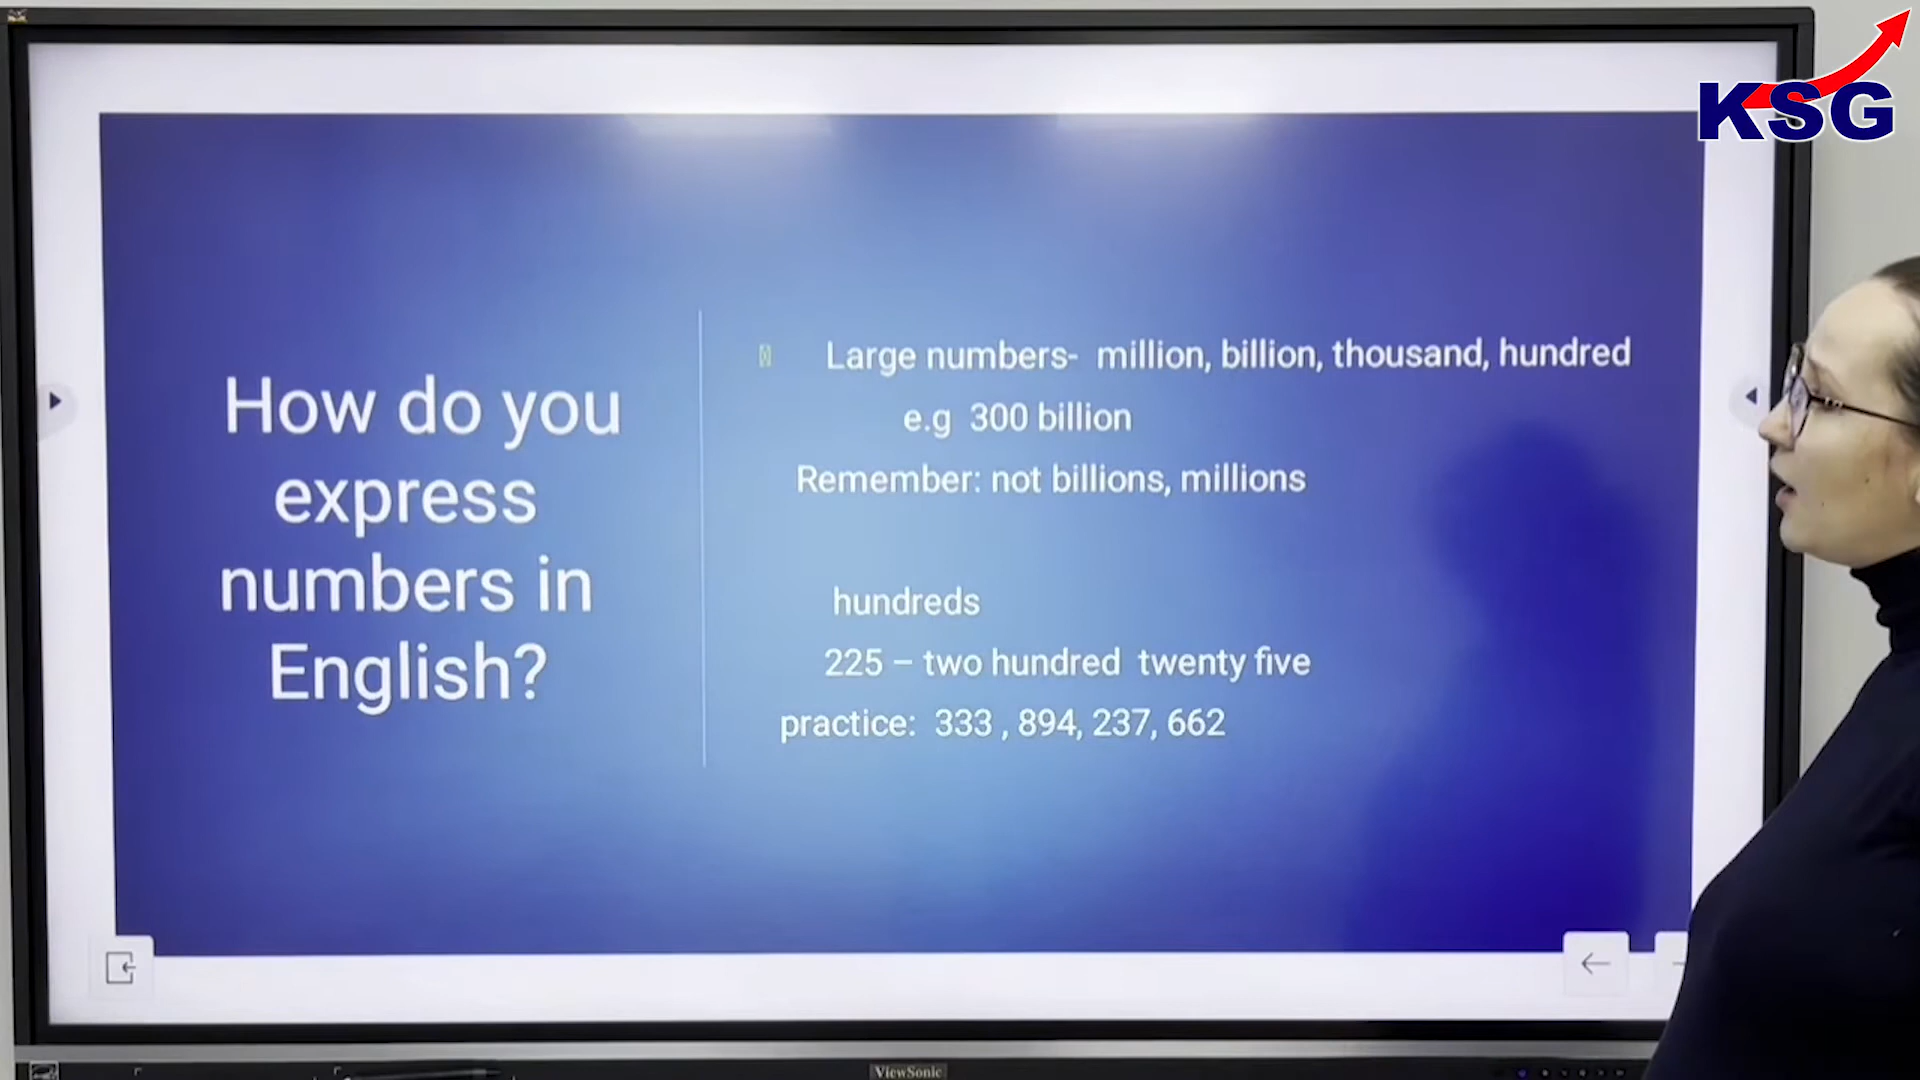 KSG
How do you
express
numbers in
English?
Large numbers- million, billion, thousand, hundred
e.g 300 billion
Remember: not billions, millions
hundreds
225 – two hundred twenty five
practice: 333 , 894, 237, 662
ViewSonic